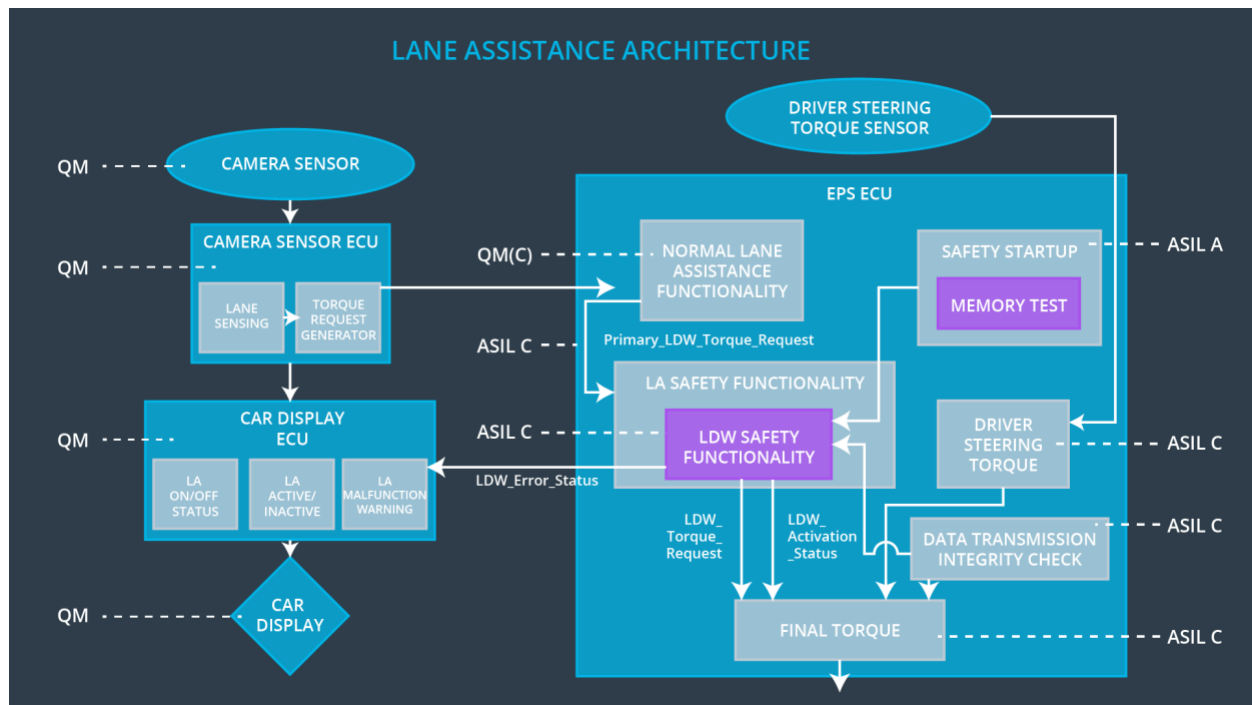 LANE ASSISTANCE ARCHITECTURE
QM
CAMERA SENSOR
QM
CAMERA SENSOR ECU
LANE
SENSING
TORQUE
REQUEST
GENERATOR
QM
CAR DISPLAY
ECU
LA
ON/OFF
STATUS
LA
ACTIVE/
INACTIVE
LA
MALFUNCTION
WARNING
QM
CAR
DISPLAY
DRIVER STEERING
TORQUE SENSOR
EPS ECU
QM(C)
NORMAL LANE
ASSISTANCE
FUNCTIONALITY
SAFETY STARTUP
MEMORY TEST
ASIL A
ASIL C
Primary_LDW_Torque_Request
LA SAFETY FUNCTIONALITY
ASIL C
LDW SAFETY
FUNCTIONALITY
LDW_Error_Status
DRIVER
STEERING
TORQUE
ASIL C
LDW_
Torque_
Request
LDW_
Activation
_Status
DATA TRANSMISSION
INTEGRITY CHECK
ASIL C
FINAL TORQUE
ASIL C